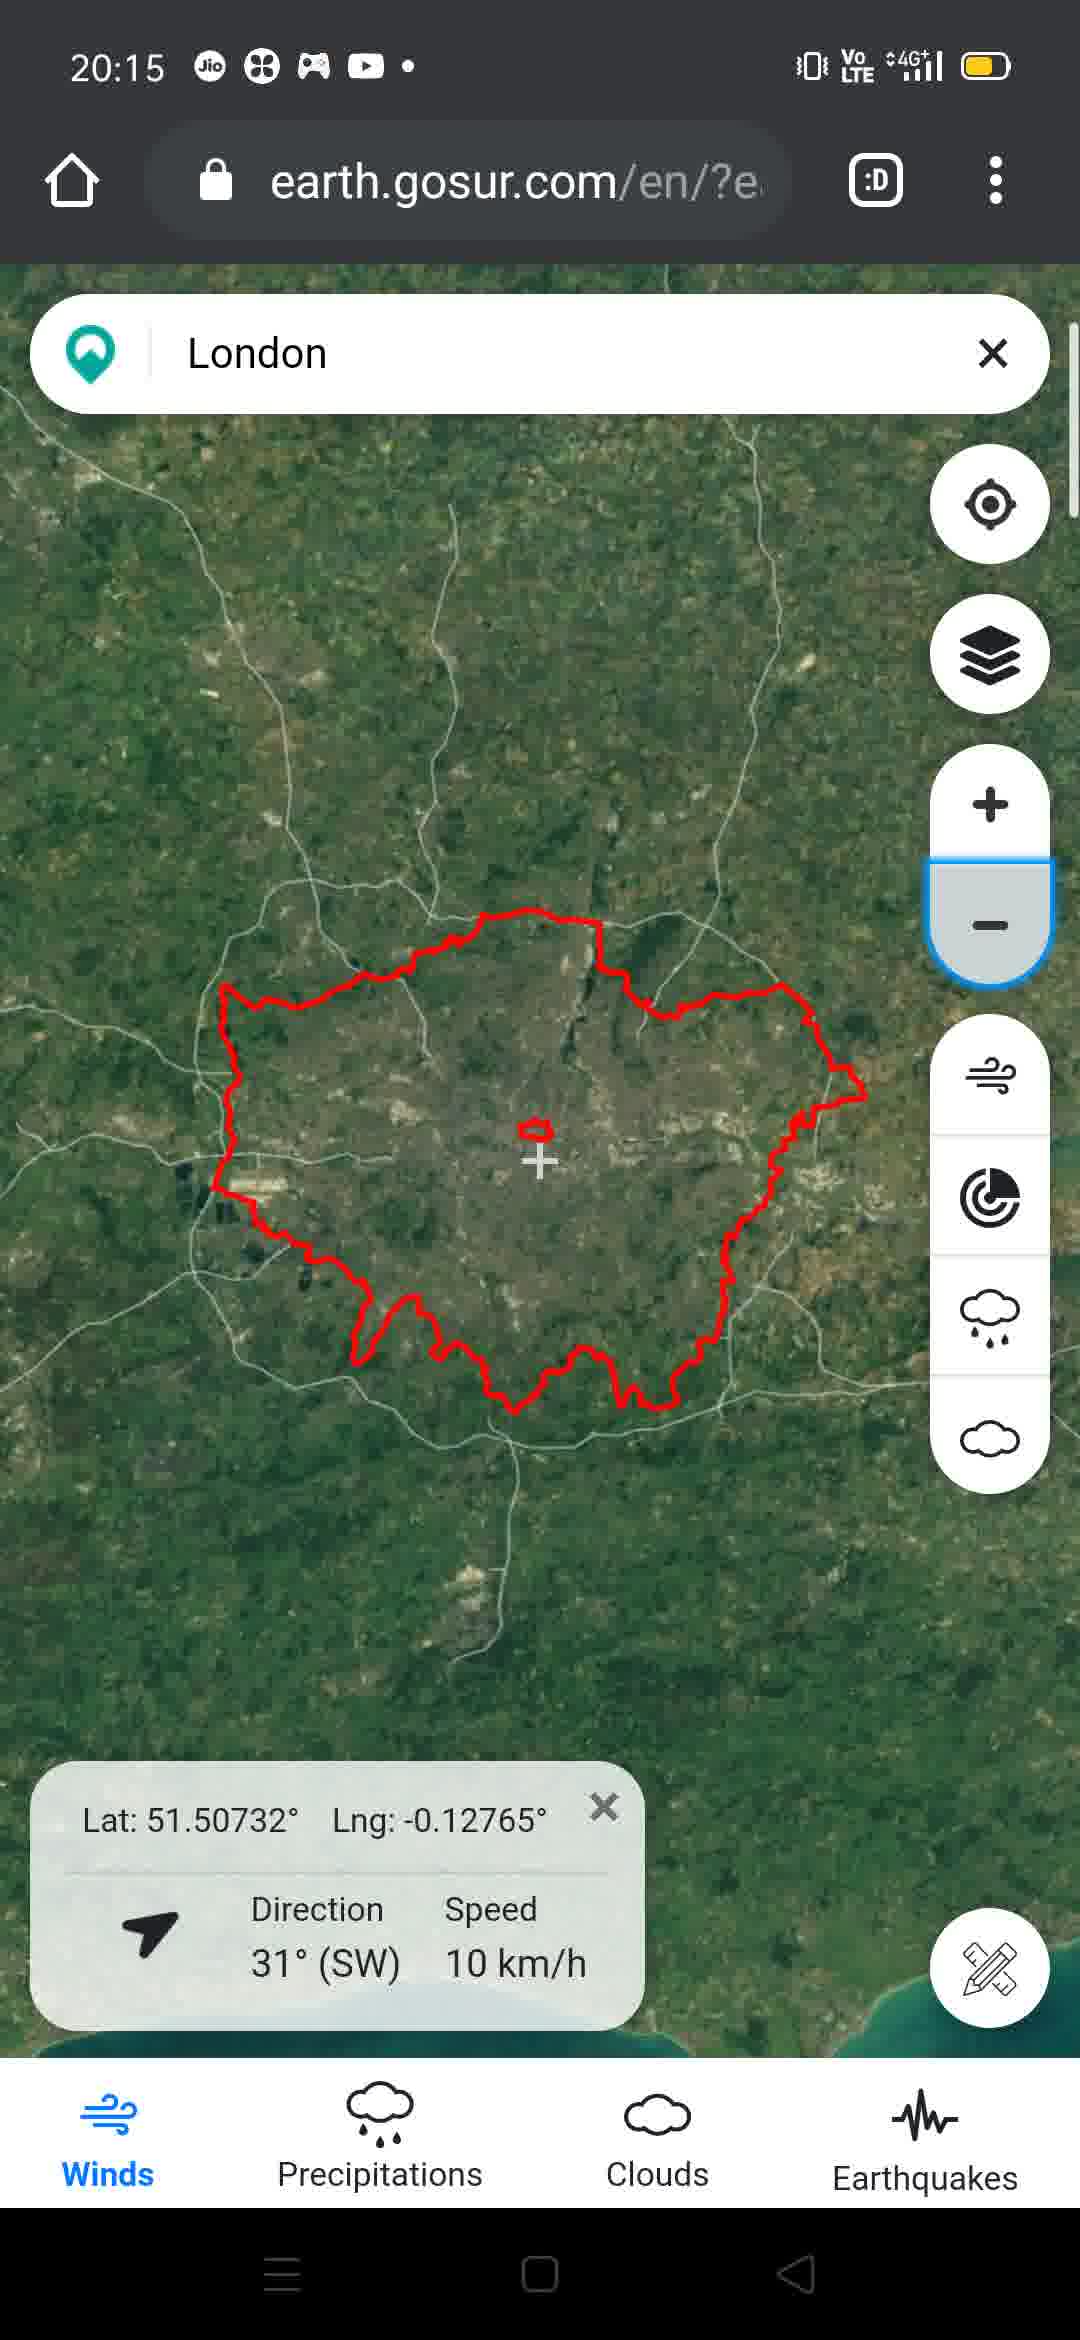 20:15
Jio
Vo
LTE
4G+
earth.gosur.com/en/?e
:D
London
Lat: 51.50732° Lng: -0.12765°
Direction Speed
31° (SW) 10 km/h
Winds Precipitations Clouds Earthquakes